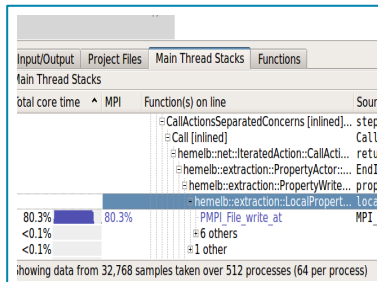 Input/Output Project Files Main Thread Stacks Functions
Main Thread Stacks
Total core time MPI Function(s) on line Sour
CallActionsSeparatedConcerns [inlined]... step
Call [inlined] Call
hemelb::net::IteratedAction::CallActi... retu
hemelb::extraction::PropertyActor::... EndI
hemelb::extraction::PropertyWrite... prop
hemelb::extraction::LocalPropert... loca
80.3% 80.3% PMPI_File_write_at MPI_
<0.1% 6 others
<0.1% 1 other
Showing data from 32,768 samples taken over 512 processes (64 per process)